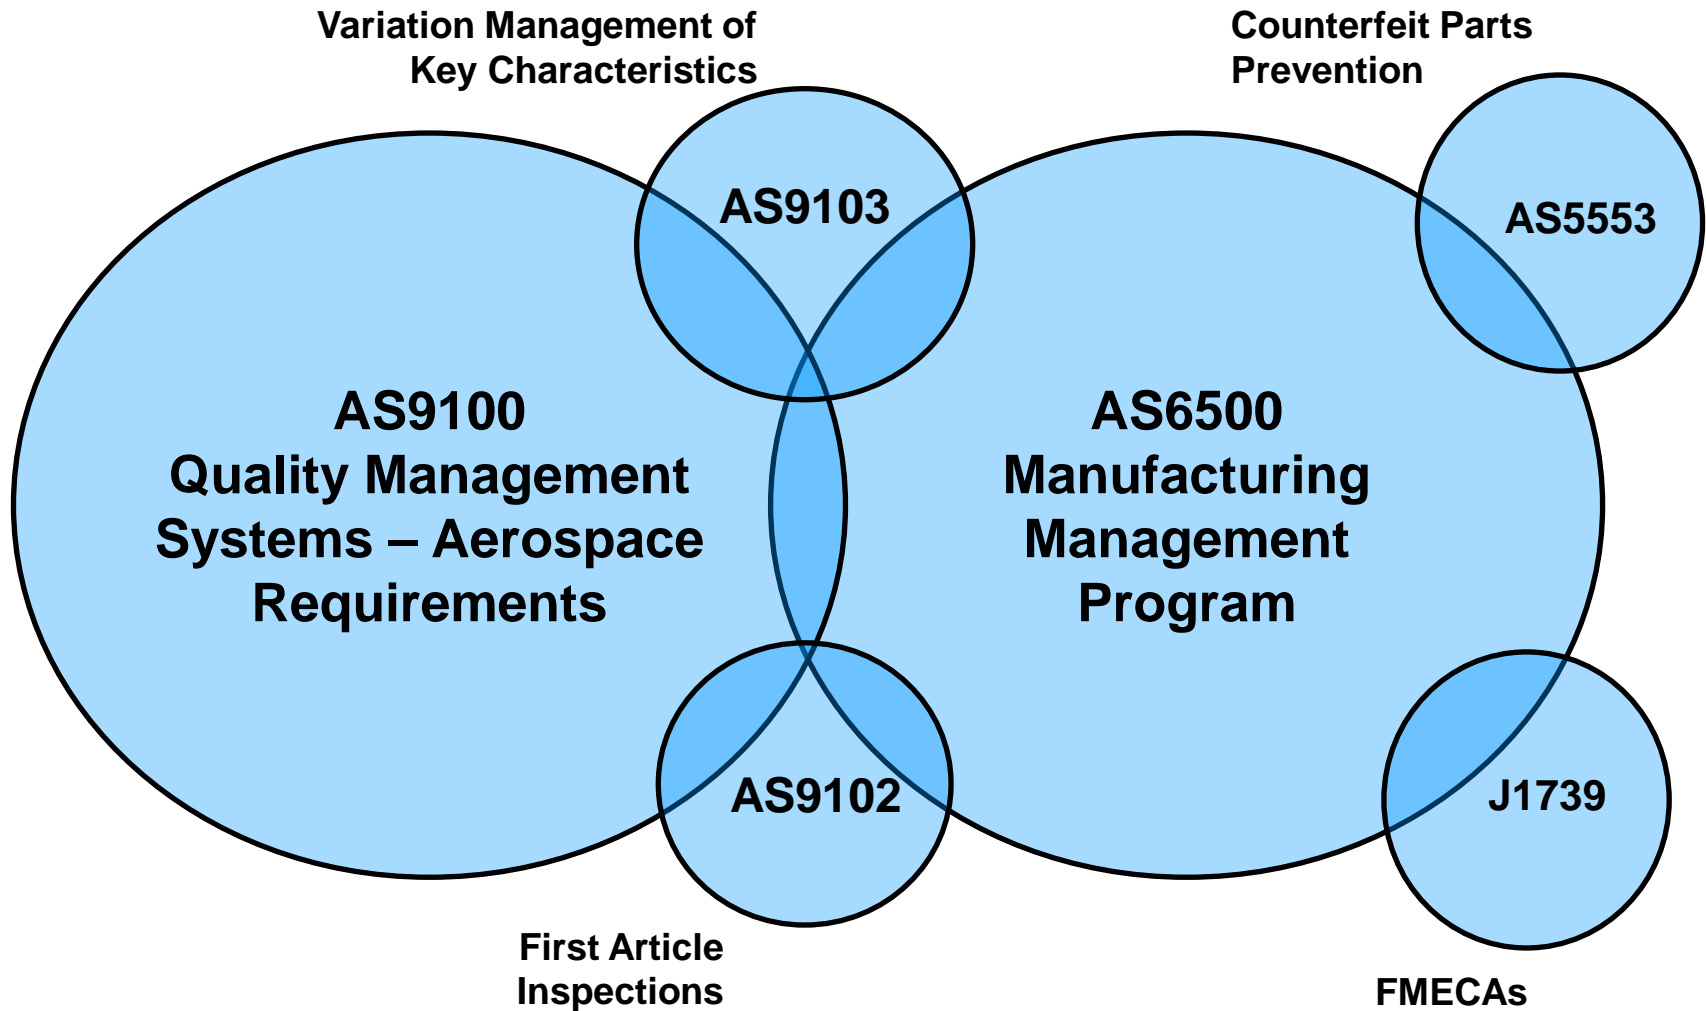 Variation Management of
Key Characteristics
Counterfeit Parts
Prevention
AS9103
AS5553
AS9100
Quality Management
Systems – Aerospace
Requirements
AS6500
Manufacturing
Management
Program
AS9102
J1739
First Article
Inspections
FMECAs